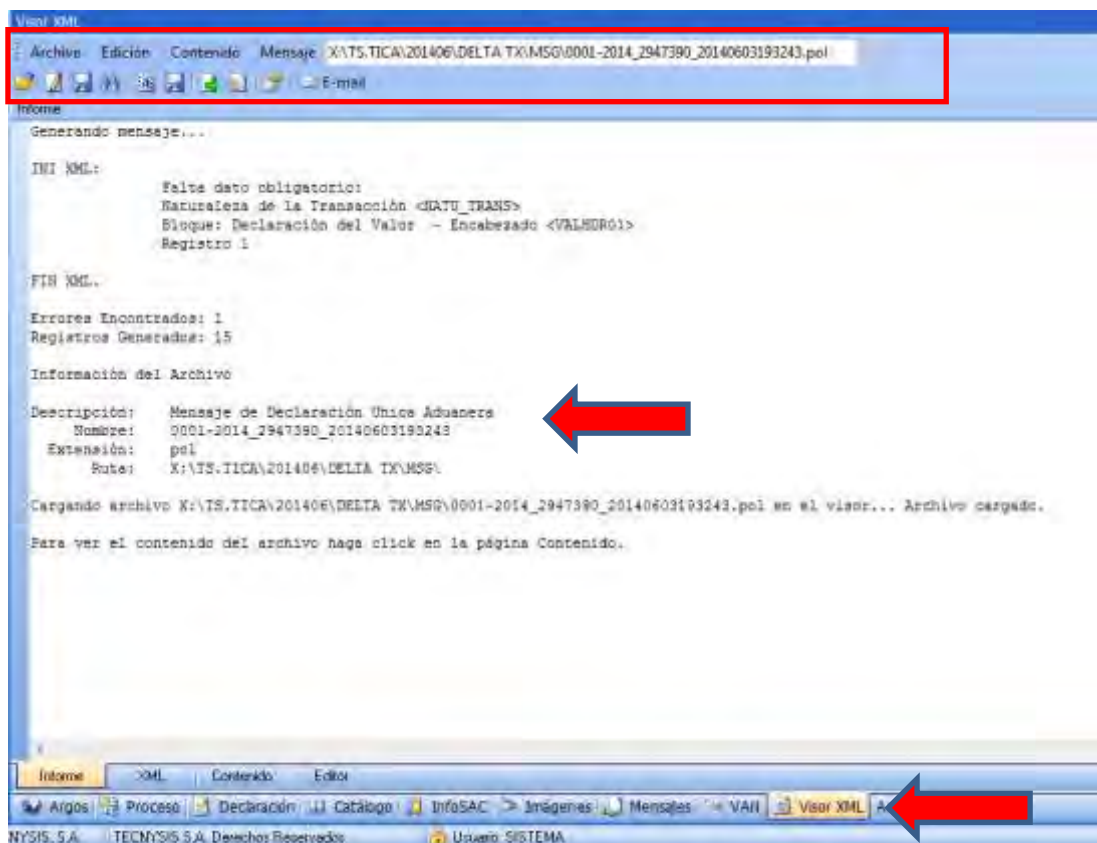 Visor XML
Archivo Edición Contenido Mensaje X:\TS.TICA\201406\DELTA TX\MSG\0001-2014_2947390_20140603193243.pol
E-mail
Informe
Generando mensaje...
INI XML:
Falta dato obligatorio:
Naturaleza de la Transacción <NATU_TRANS>
Bloque: Declaración del Valor - Encabezado <VALHDR01>
Registro 1
FIN XML.
Errores Encontrados: 1
Registros Generados: 15
Información del Archivo
Descripción: Mensaje de Declaración Unica Aduanera
Nombre: 0001-2014_2947390_20140603193243
Extensión: pol
Ruta: X:\TS.TICA\201406\DELTA TX\MSG\
Cargando archivo X:\TS.TICA\201406\DELTA TX\MSG\0001-2014_2947390_20140603193243.pol en el visor... Archivo cargado.
Para ver el contenido del archivo haga click en la página Contenido.
Informe XML Contenido Editor
Argos Proceso Declaración Catálogo InfoSAC Imágenes Mensajes VAN Visor XML A
NYSIS, S.A. TECNYSIS S.A. Derechos Reservados Usuario: SISTEMA